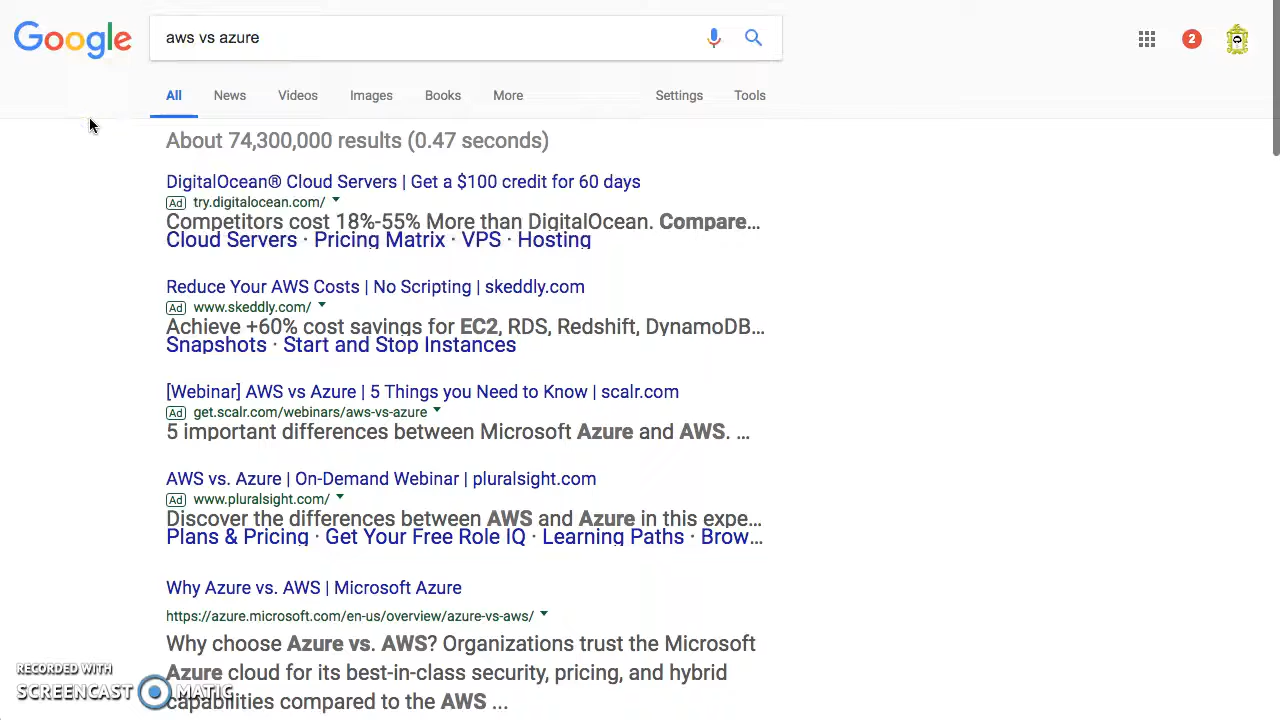 Google
aws vs azure
2
All News Videos Images Books More Settings Tools
About 74,300,000 results (0.47 seconds)
DigitalOcean® Cloud Servers | Get a $100 credit for 60 days
Ad try.digitalocean.com/
Competitors cost 18%-55% More than DigitalOcean. Compare...
Cloud Servers · Pricing Matrix · VPS · Hosting
Reduce Your AWS Costs | No Scripting | skeddly.com
Ad www.skeddly.com/
Achieve +60% cost savings for EC2, RDS, Redshift, DynamoDB...
Snapshots · Start and Stop Instances
[Webinar] AWS vs Azure | 5 Things you Need to Know | scalr.com
Ad get.scalr.com/webinars/aws-vs-azure
5 important differences between Microsoft Azure and AWS. ...
AWS vs. Azure | On-Demand Webinar | pluralsight.com
Ad www.pluralsight.com/
Discover the differences between AWS and Azure in this expe...
Plans & Pricing · Get Your Free Role IQ · Learning Paths · Brow...
Why Azure vs. AWS | Microsoft Azure
https://azure.microsoft.com/en-us/overview/azure-vs-aws/
Why choose Azure vs. AWS? Organizations trust the Microsoft
Azure cloud for its best-in-class security, pricing, and hybrid
capabilities compared to the AWS ...
RECORDED WITH
SCREENCAST MATIC